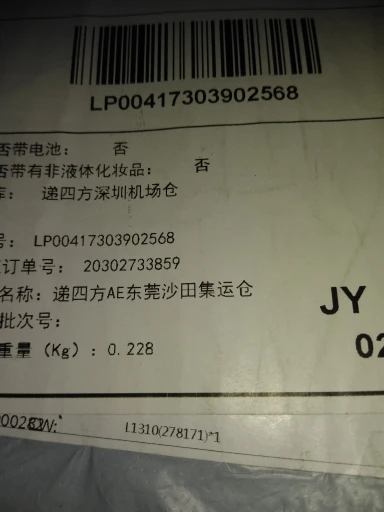 LP00417303902568
否带电池： 否
否带有非液体化妆品： 否
库： 递四方深圳机场仓
号： LP00417303902568
订单号： 20302733859
名称：递四方AE东莞沙田集运仓
JY
批次号：
02
重量（Kg）：0.228
L1310(278171)*1